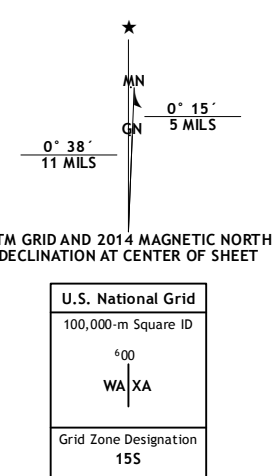 ★
MN
GN
0° 15´
5 MILS
0° 38´
11 MILS
TM GRID AND 2014 MAGNETIC NORTH
DECLINATION AT CENTER OF SHEET
U.S. National Grid
100,000-m Square ID
⁶00
WA XA
Grid Zone Designation
15S